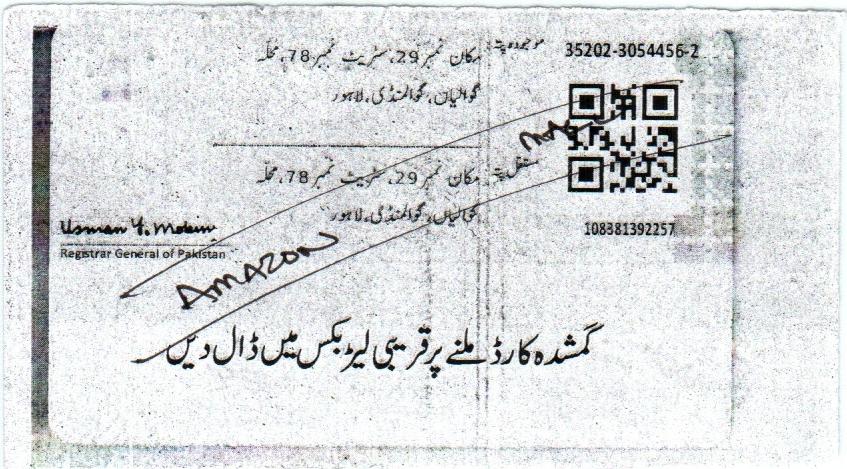 35202-3054456-2
موجودہ پتہ: مکان نمبر 29، سٹریٹ نمبر 78، محلہ
گوالیاں، گوالمنڈی، لاہور
مستقل پتہ: مکان نمبر 29، سٹریٹ نمبر 78، محلہ
گوالیاں، گوالمنڈی، لاہور
108381392257
Usman Y. Mobin
Registrar General of Pakistan
AMAZON
گمشدہ کارڈ ملنے پر قریبی لیٹر بکس میں ڈال دیں